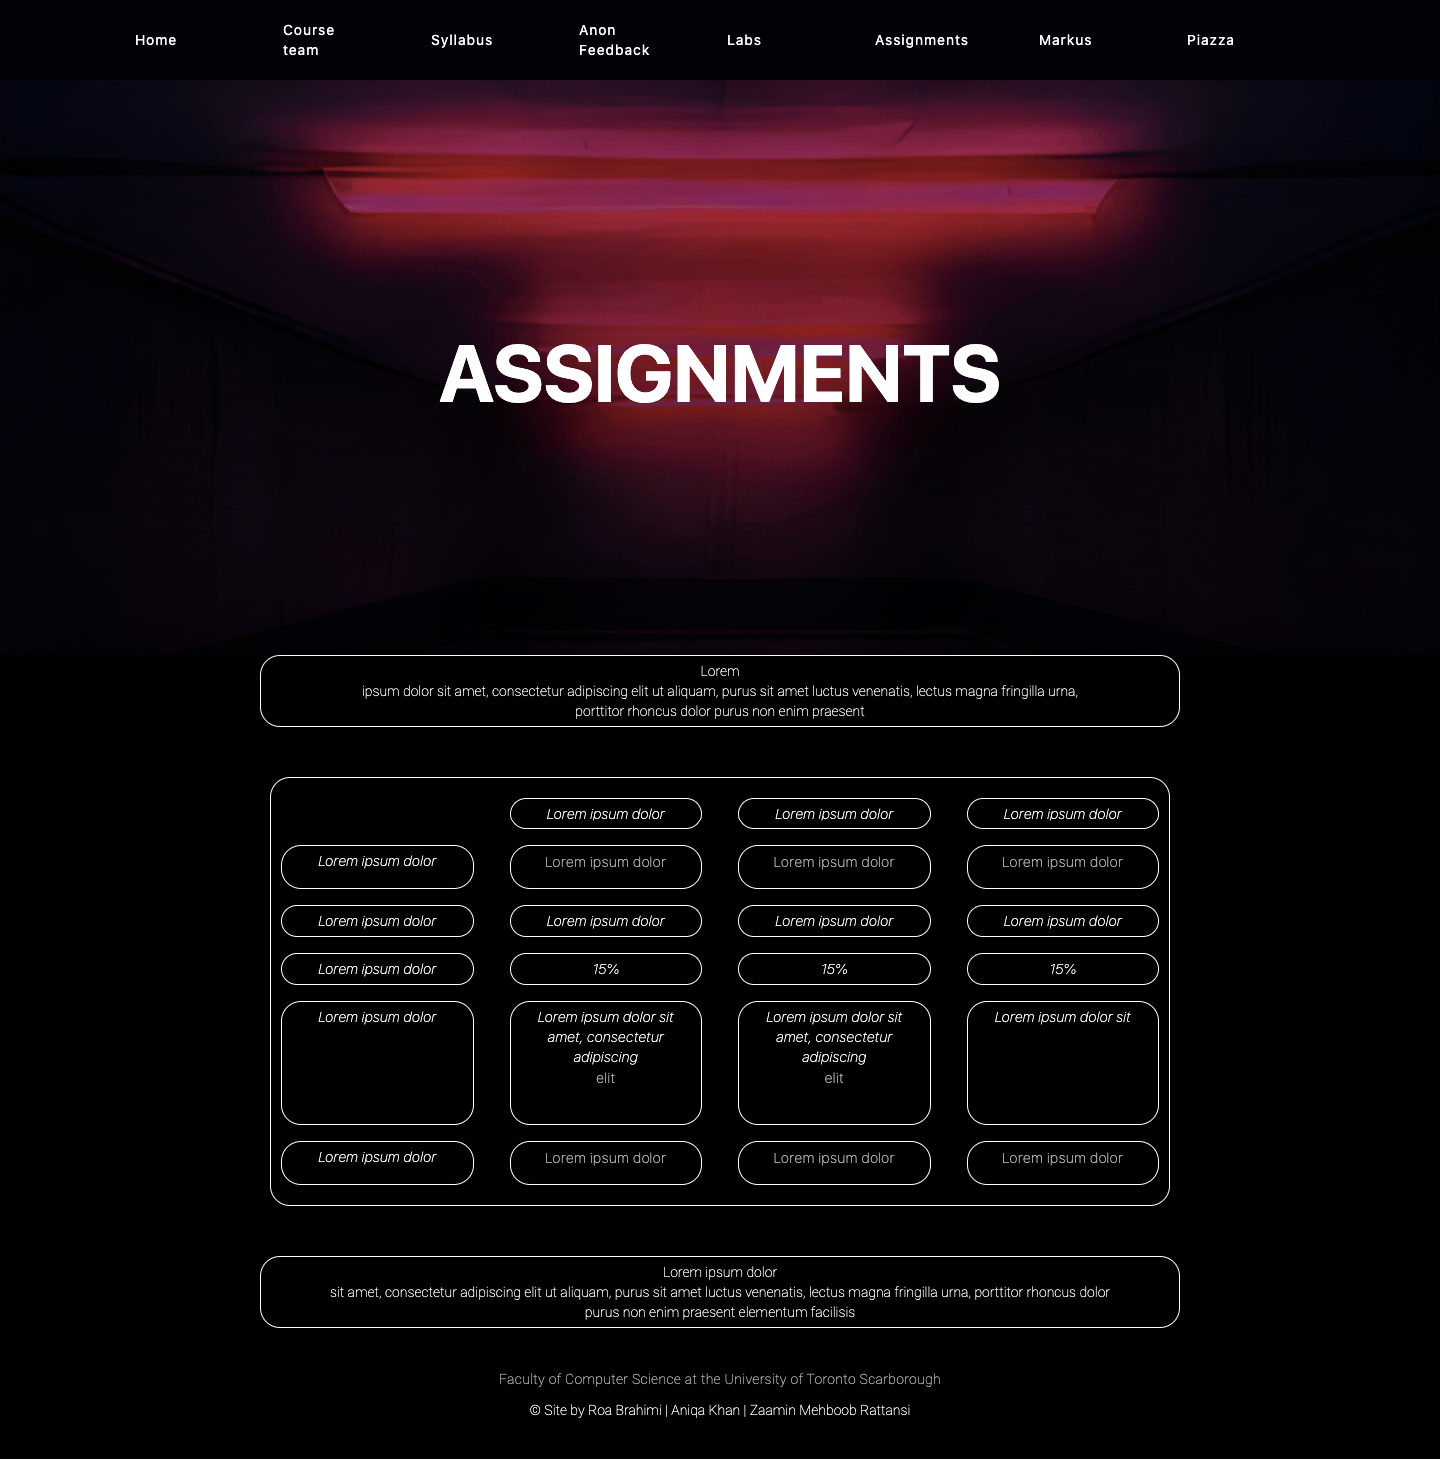 Home
Course
team
Syllabus
Anon
Feedback
Labs
Assignments
Markus
Piazza
ASSIGNMENTS
Lorem
ipsum dolor sit amet, consectetur adipiscing elit ut aliquam, purus sit amet luctus venenatis, lectus magna fringilla urna,
porttitor rhoncus dolor purus non enim praesent
Lorem ipsum dolor
Lorem ipsum dolor
Lorem ipsum dolor
Lorem ipsum dolor
Lorem ipsum dolor
Lorem ipsum dolor
Lorem ipsum dolor
Lorem ipsum dolor
Lorem ipsum dolor
Lorem ipsum dolor
Lorem ipsum dolor
Lorem ipsum dolor
15%
15%
15%
Lorem ipsum dolor
Lorem ipsum dolor sit
amet, consectetur
adipiscing
elit
Lorem ipsum dolor sit
amet, consectetur
adipiscing
elit
Lorem ipsum dolor sit
Lorem ipsum dolor
Lorem ipsum dolor
Lorem ipsum dolor
Lorem ipsum dolor
Lorem ipsum dolor
sit amet, consectetur adipiscing elit ut aliquam, purus sit amet luctus venenatis, lectus magna fringilla urna, porttitor rhoncus dolor
purus non enim praesent elementum facilisis
Faculty of Computer Science at the University of Toronto Scarborough
© Site by Roa Brahimi | Aniqa Khan | Zaamin Mehboob Rattansi